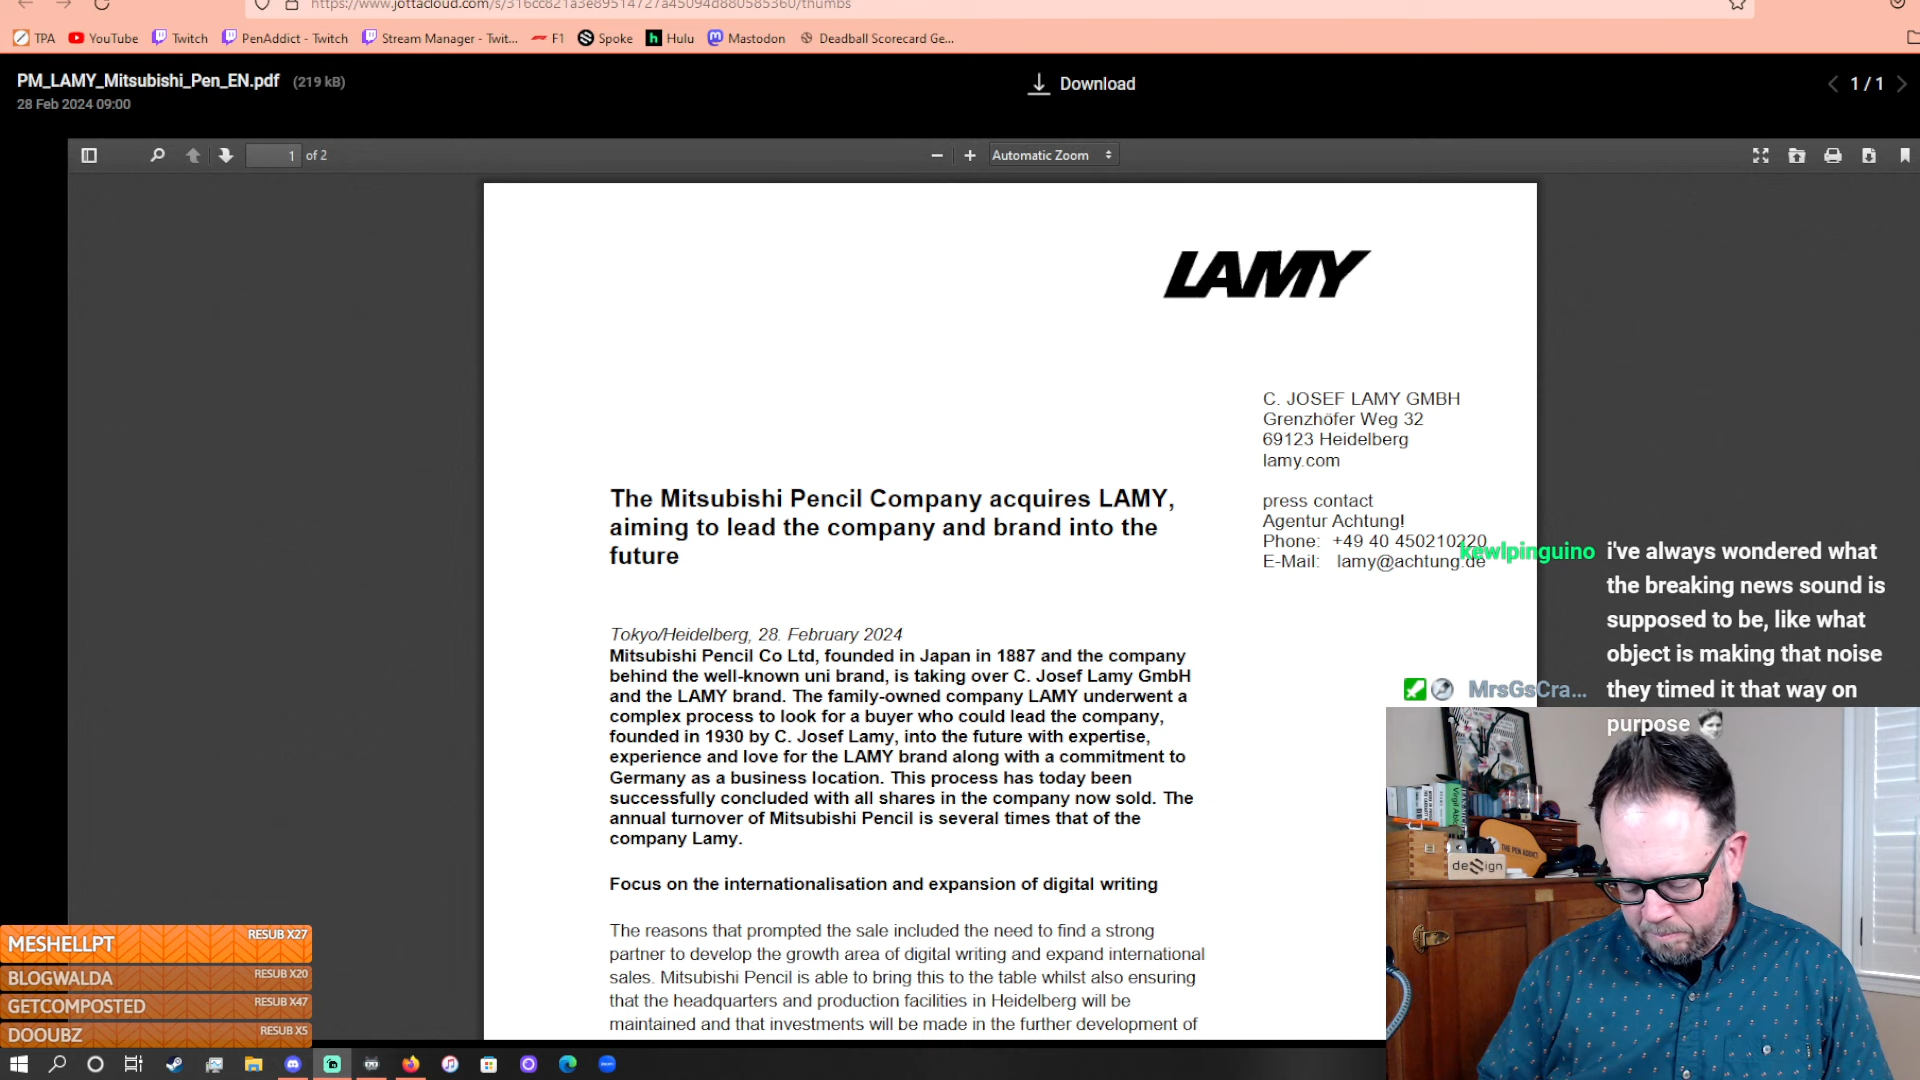 https://www.jottacloud.com/s/316cc821a3e89514727a45094d880585360/thumbs
TPA YouTube Twitch PenAddict - Twitch Stream Manager - Twit... F1 Spoke Hulu Mastodon Deadball Scorecard Ge...
PM_LAMY_Mitsubishi_Pen_EN.pdf (219 kB)
28 Feb 2024 09:00
Download
1 / 1
1 of 2
Automatic Zoom
LAMY
C. JOSEF LAMY GMBH
Grenzhöfer Weg 32
69123 Heidelberg
lamy.com
press contact
Agentur Achtung!
Phone: +49 40 450210220
E-Mail: lamy@achtung.de
The Mitsubishi Pencil Company acquires LAMY,
aiming to lead the company and brand into the
future
Tokyo/Heidelberg, 28. February 2024
Mitsubishi Pencil Co Ltd, founded in Japan in 1887 and the company
behind the well-known uni brand, is taking over C. Josef Lamy GmbH
and the LAMY brand. The family-owned company LAMY underwent a
complex process to look for a buyer who could lead the company,
founded in 1930 by C. Josef Lamy, into the future with expertise,
experience and love for the LAMY brand along with a commitment to
Germany as a business location. This process has today been
successfully concluded with all shares in the company now sold. The
annual turnover of Mitsubishi Pencil is several times that of the
company Lamy.
Focus on the internationalisation and expansion of digital writing
The reasons that prompted the sale included the need to find a strong
partner to develop the growth area of digital writing and expand international
sales. Mitsubishi Pencil is able to bring this to the table whilst also ensuring
that the headquarters and production facilities in Heidelberg will be
maintained and that investments will be made in the further development of
kewlpinguino i've always wondered what
the breaking news sound is
supposed to be, like what
object is making that noise
MrsGsCra... they timed it that way on
purpose
THE PEN ADDICT
deSign
MESHELLPT RESUB X27
BLOGWALDA RESUB X20
GETCOMPOSTED RESUB X47
DOOUBZ RESUB X5